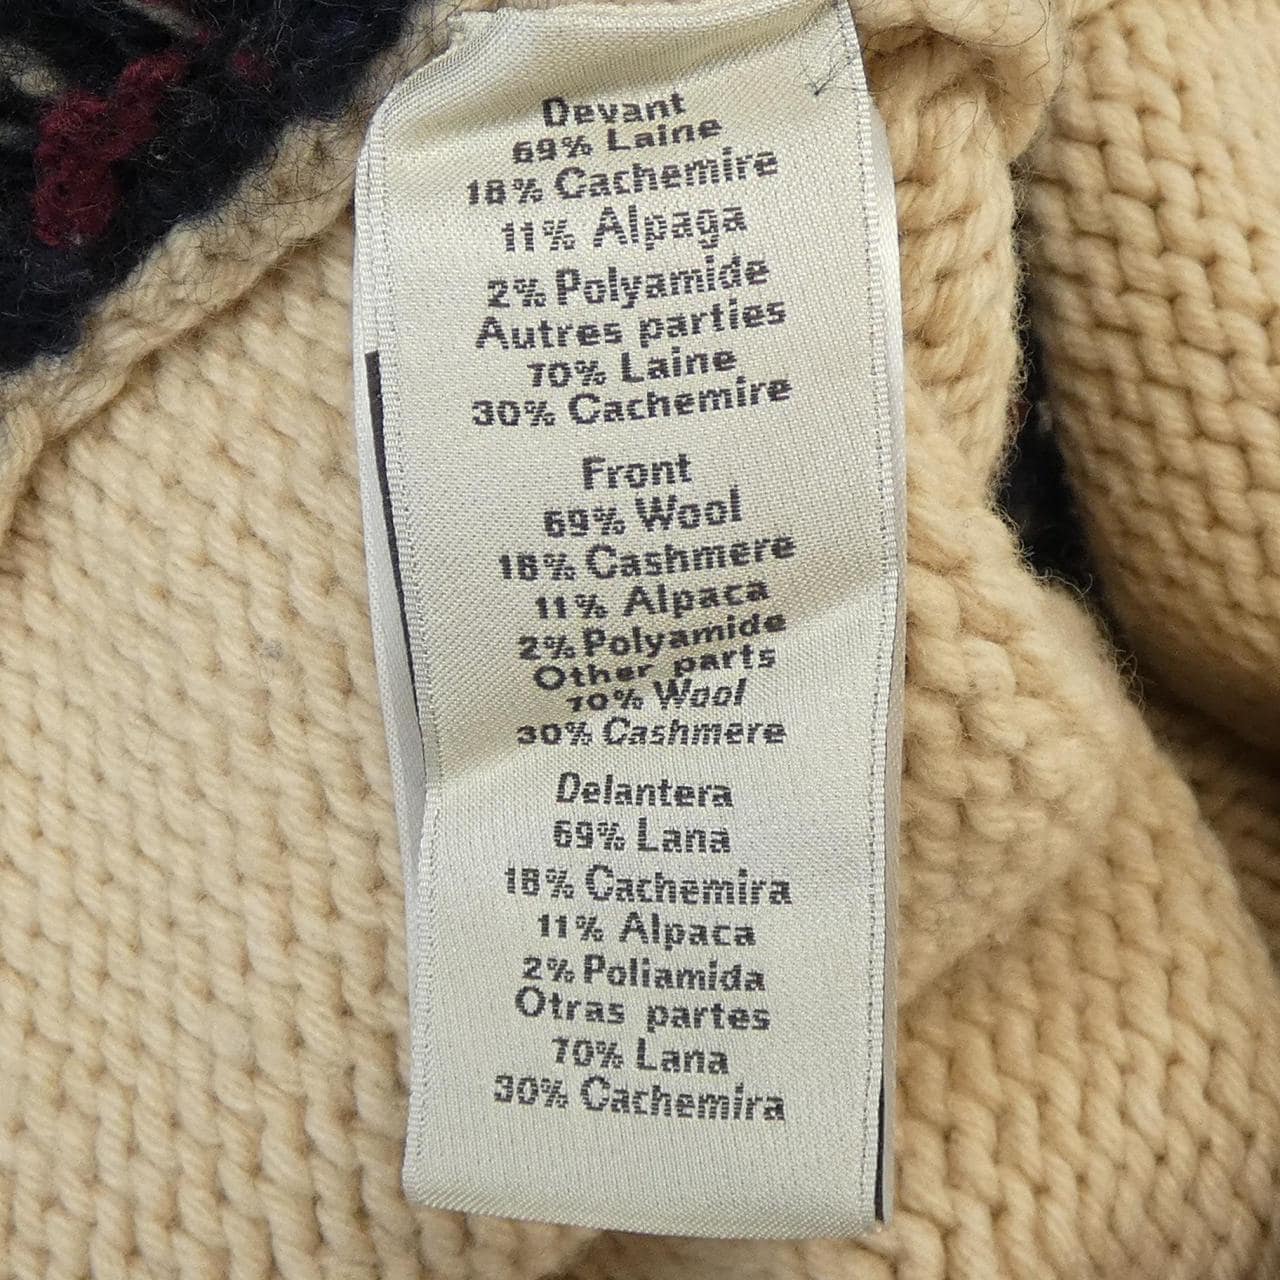 Devant
69% Laine
18% Cachemire
11% Alpaga
2% Polyamide
Autres parties
70% Laine
30% Cachemire
Front
69% Wool
18% Cashmere
11% Alpaca
2% Polyamide
Other parts
70% Wool
30% Cashmere
Delantera
69% Lana
18% Cachemira
11% Alpaca
2% Poliamida
Otras partes
70% Lana
30% Cachemira